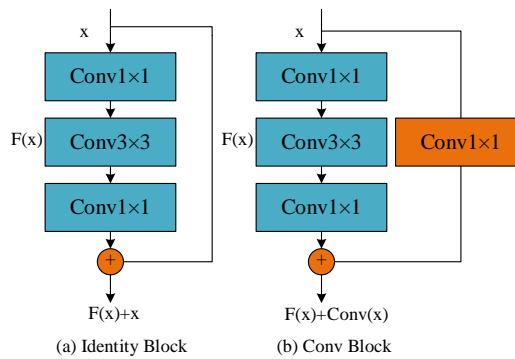 x
Conv1×1
F(x)
Conv3×3
Conv1×1
+
F(x)+x
(a) Identity Block
x
Conv1×1
F(x)
Conv3×3
Conv1×1
Conv1×1
+
F(x)+Conv(x)
(b) Conv Block